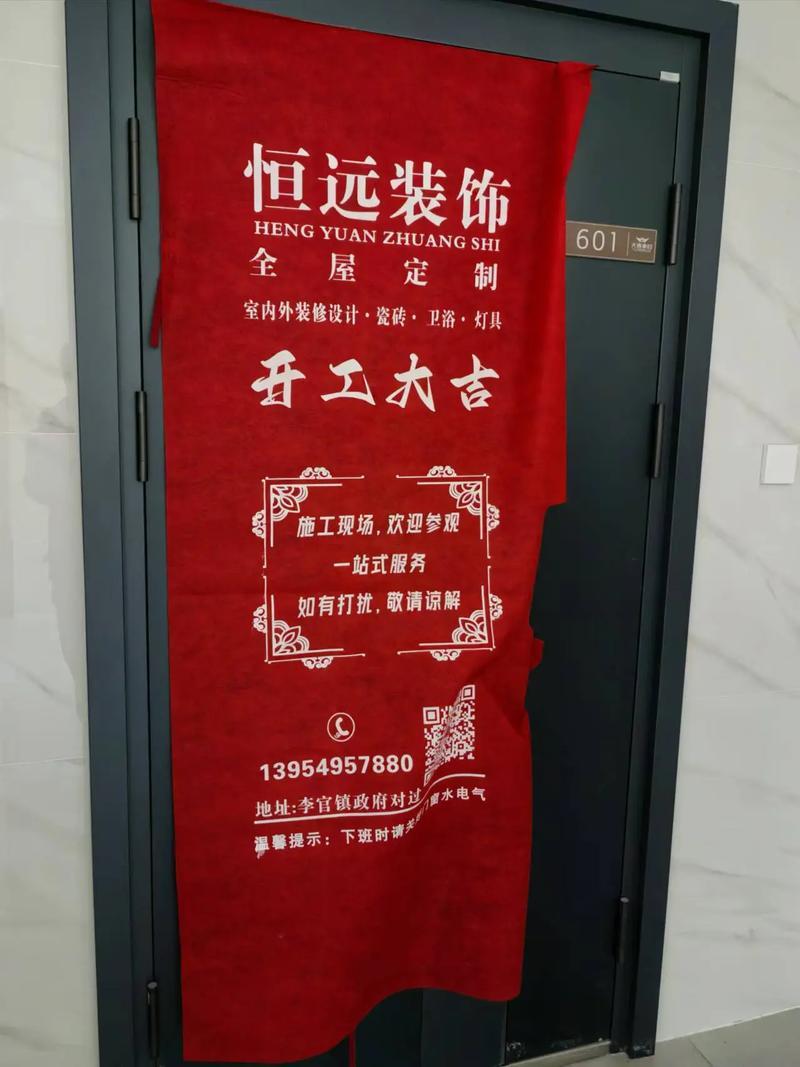 恒远装饰
HENG YUAN ZHUANG SHI
全屋定制
室内外装修设计·瓷砖·卫浴·灯具
开工大吉
施工现场,欢迎参观
一站式服务
如有打扰,敬请谅解
13954957880
地址:李官镇政府对过
温馨提示:下班时请关 窗水电气
601